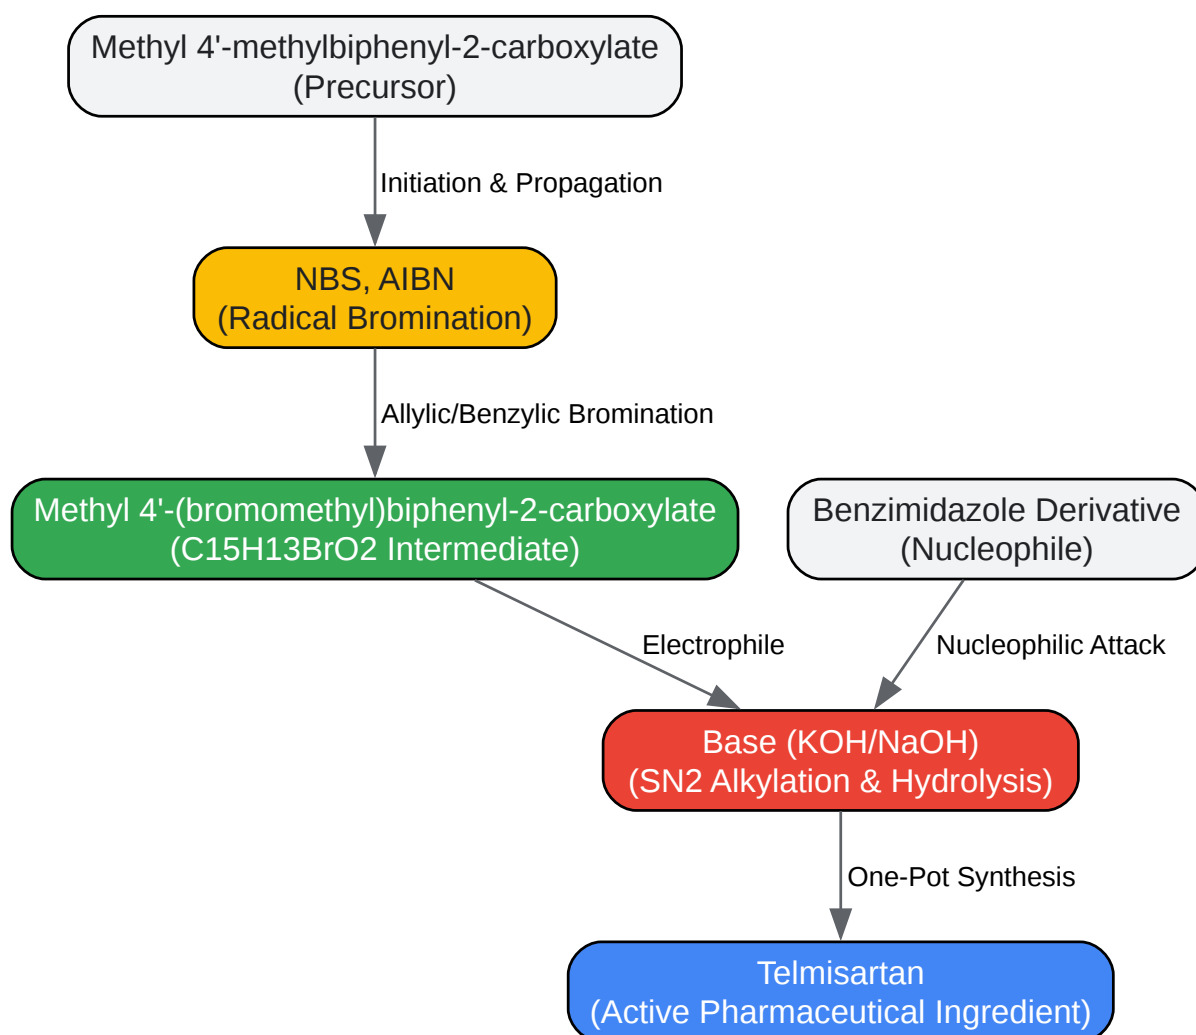 Methyl 4'-methylbiphenyl-2-carboxylate
(Precursor)
Initiation & Propagation
NBS, AIBN
(Radical Bromination)
Allylic/Benzylic Bromination
Methyl 4'-(bromomethyl)biphenyl-2-carboxylate
(C15H13BrO2 Intermediate)
Benzimidazole Derivative
(Nucleophile)
Electrophile
Nucleophilic Attack
Base (KOH/NaOH)
(SN2 Alkylation & Hydrolysis)
One-Pot Synthesis
Telmisartan
(Active Pharmaceutical Ingredient)